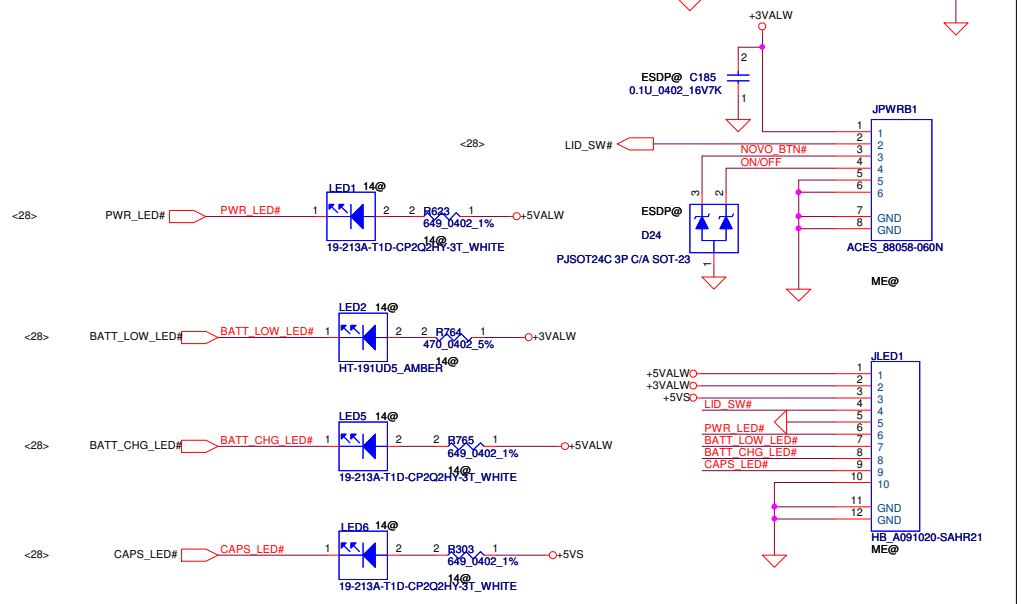 +3VALW
2
ESDP@ C185
0.1U_0402_16V7K
1
JPWRB1
<28>
LID_SW#
NOVO_BTN#
ON/OFF
1 1
2 2
3 3
4 4
5 5
6 6
7 GND
8 GND
ACES_88058-060N
ME@
3 2
ESDP@
D24
1
PJSOT24C 3P C/A SOT-23
LED1 14@
<28> PWR_LED# PWR_LED# 1 2 2 R623 1 +5VALW
649_0402_1%
14@
19-213A-T1D-CP2Q2HY-3T_WHITE
LED2 14@
<28> BATT_LOW_LED# BATT_LOW_LED# 1 2 2 R764 1 +3VALW
470_0402_5%
14@
HT-191UD5_AMBER
LED5 14@
<28> BATT_CHG_LED# BATT_CHG_LED# 1 2 2 R765 1 +5VALW
649_0402_1%
14@
19-213A-T1D-CP2Q2HY-3T_WHITE
LED6 14@
<28> CAPS_LED# CAPS_LED# 1 2 2 R303 1 +5VS
649_0402_1%
14@
19-213A-T1D-CP2Q2HY-3T_WHITE
JLED1
+5VALW 1 1
+3VALW 2 2
+5VS 3 3
LID_SW# 4 4
5 5
PWR_LED# 6 6
BATT_LOW_LED# 7 7
BATT_CHG_LED# 8 8
CAPS_LED# 9 9
10 10
11 GND
12 GND
HB_A091020-SAHR21
ME@